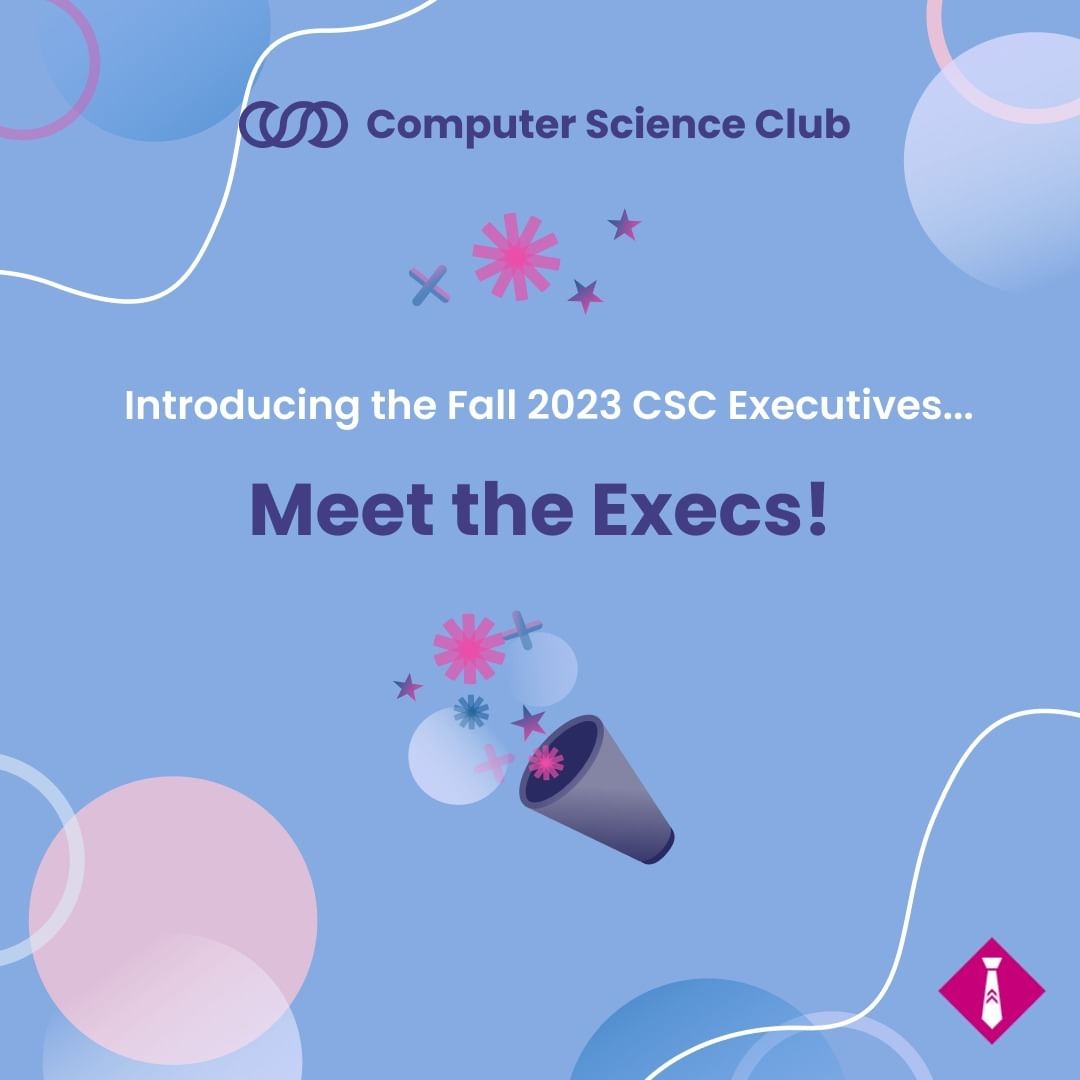 Computer Science Club
Introducing the Fall 2023 CSC Executives...
Meet the Execs!